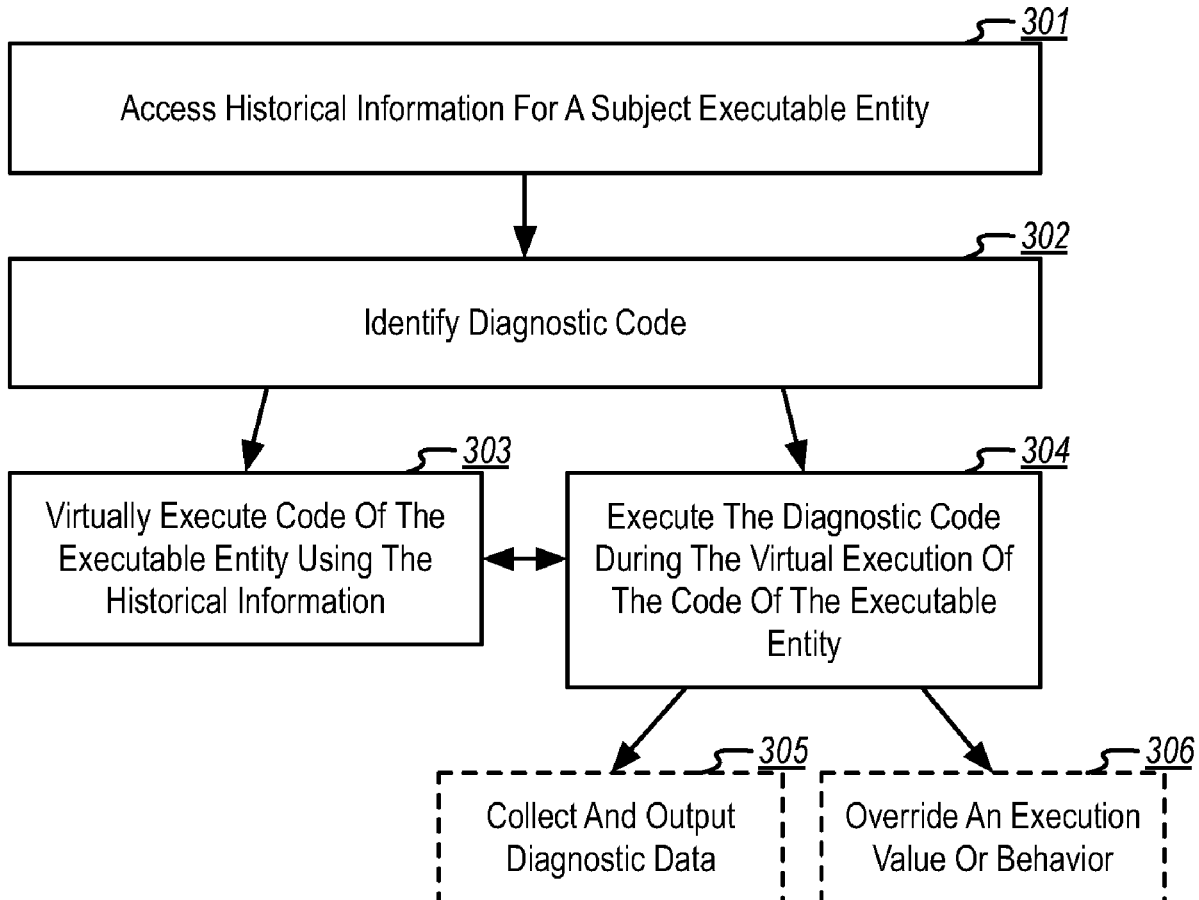 301
Access Historical Information For A Subject Executable Entity
302
Identify Diagnostic Code
303
Virtually Execute Code Of The
Executable Entity Using The
Historical Information
304
Execute The Diagnostic Code
During The Virtual Execution Of
The Code Of The Executable
Entity
305
Collect And Output
Diagnostic Data
306
Override An Execution
Value Or Behavior